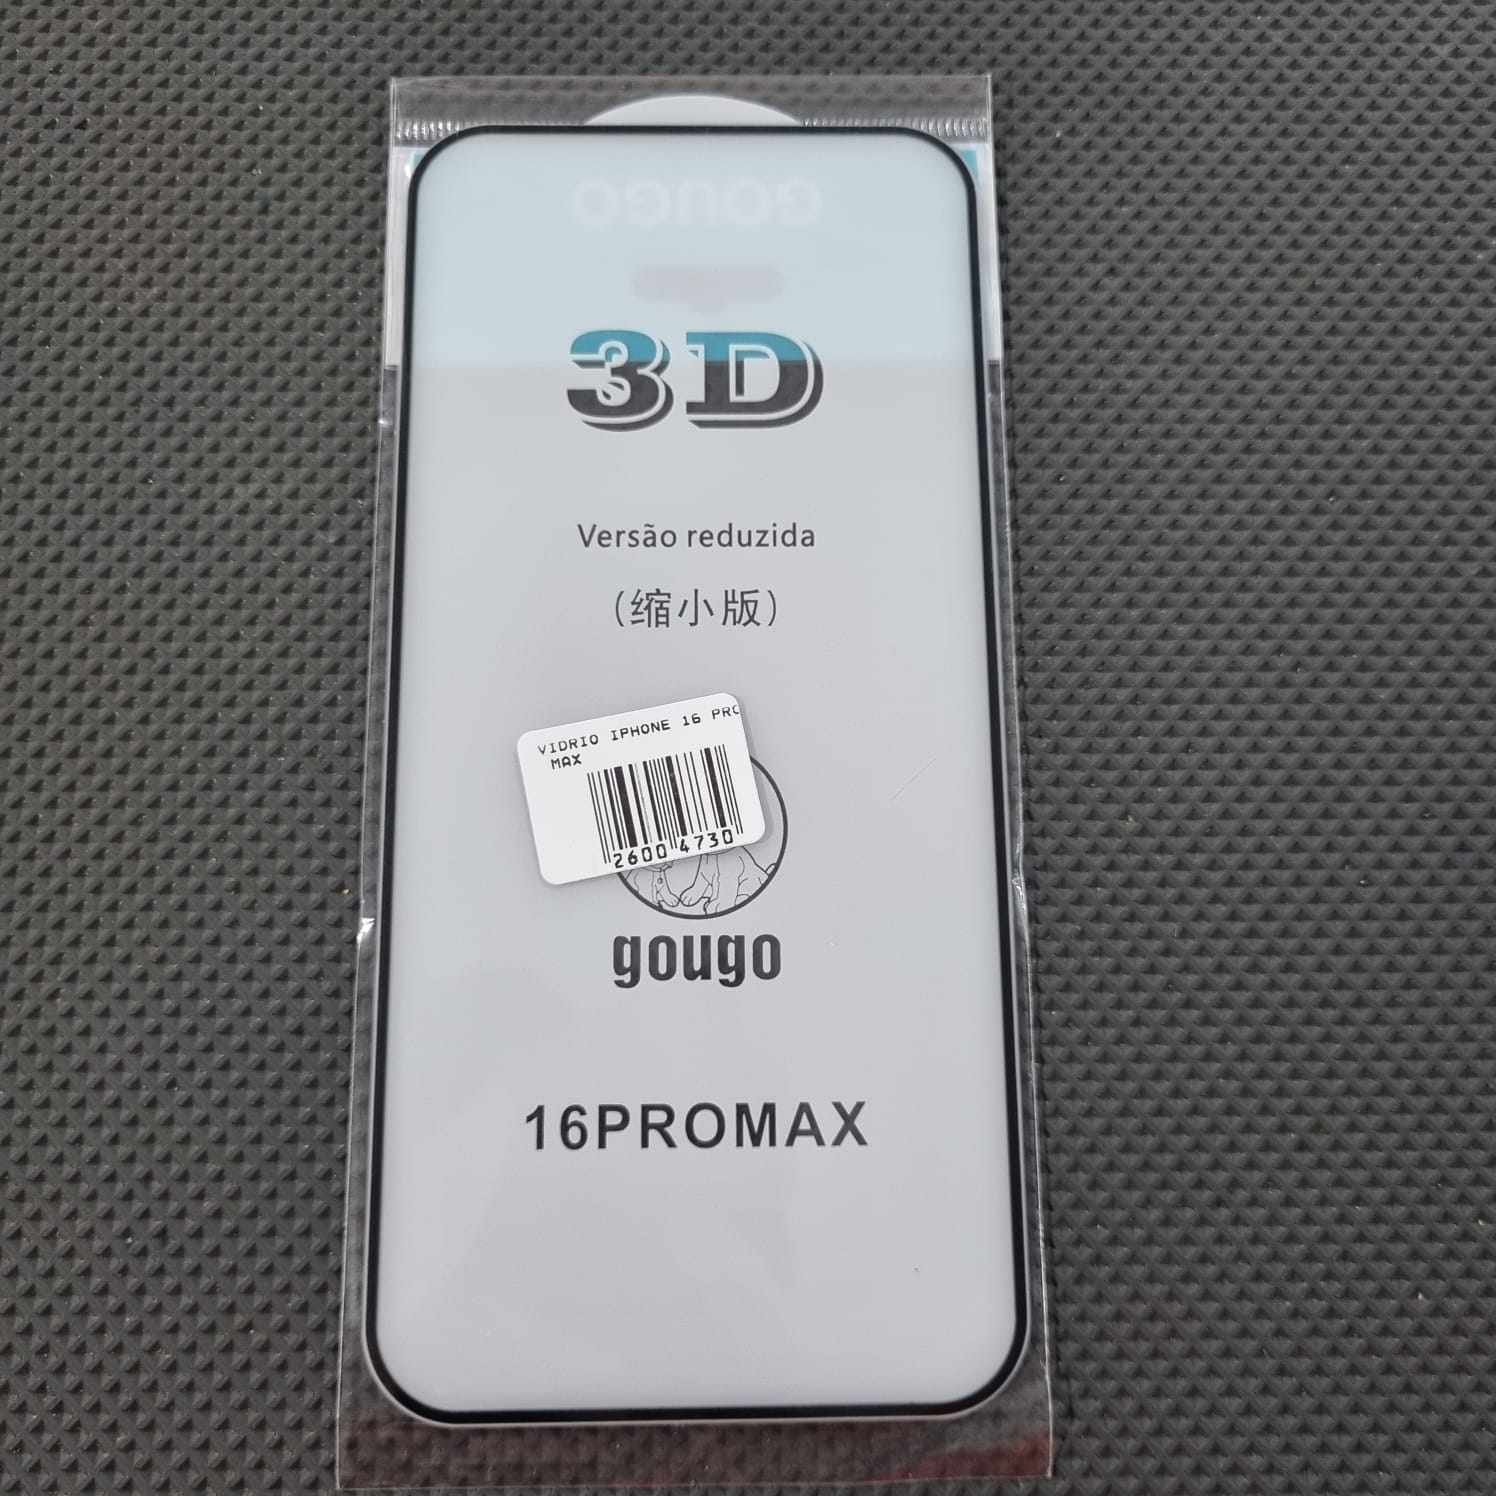 GOUGO
3D
Versão reduzida
(缩小版)
VIDRIO IPHONE 16 PRO
MAX
2600 4730
gougo
16PROMAX